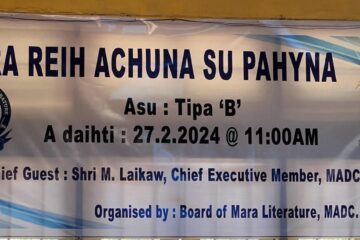 RA REIH ACHUNA SU PAHYNA
Asu : Tipa ‘B’
A daihti : 27.2.2024 @ 11:00AM
hief Guest : Shri M. Laikaw, Chief Executive Member, MADC
Organised by : Board of Mara Literature, MADC.